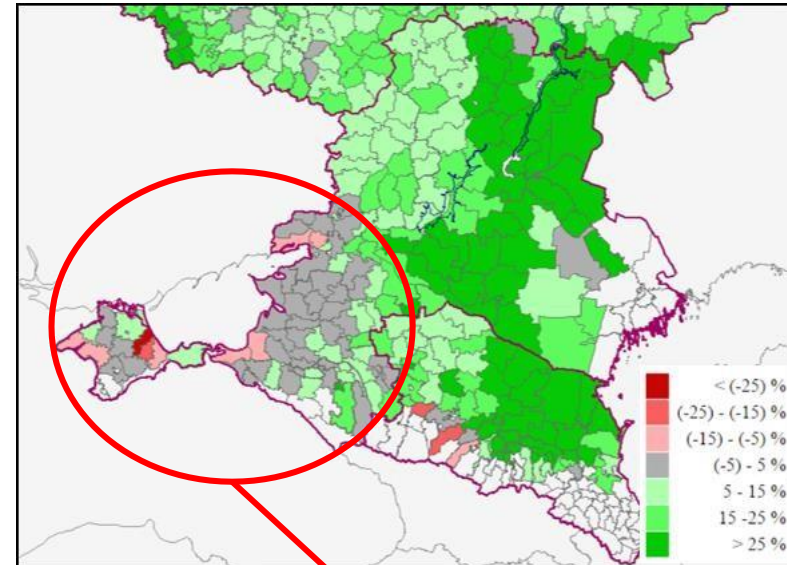 < (-25) %
(-25) - (-15) %
(-15) - (-5) %
(-5) - 5 %
5 - 15 %
15 -25 %
> 25 %